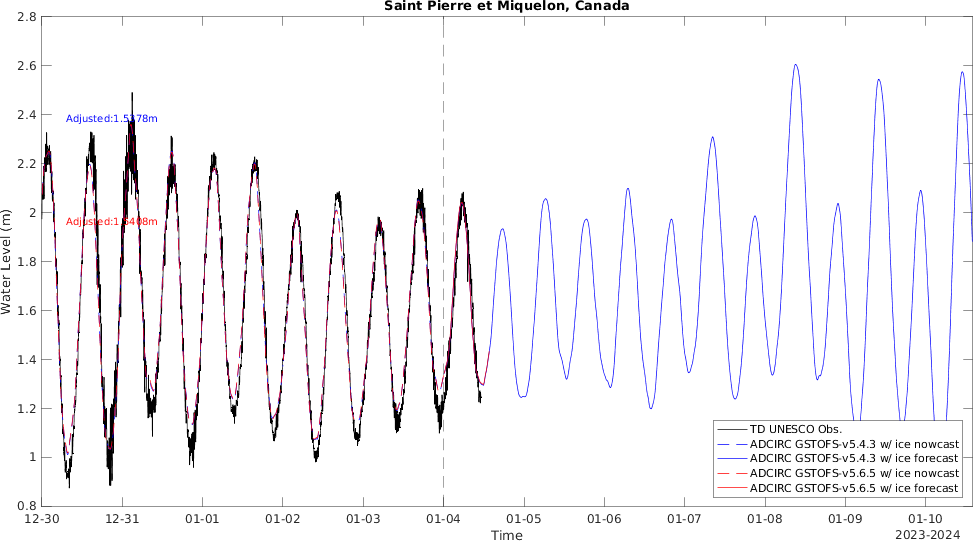 Saint Pierre et Miquelon, Canada
2.8
2.6
2.4
2.2
2
1.8
1.6
1.4
1.2
1
0.8
Water Level (m)
Adjusted:1.5378m
Adjusted:1.5408m
TD UNESCO Obs.
ADCIRC GSTOFS-v5.4.3 w/ ice nowcast
ADCIRC GSTOFS-v5.4.3 w/ ice forecast
ADCIRC GSTOFS-v5.6.5 w/ ice nowcast
ADCIRC GSTOFS-v5.6.5 w/ ice forecast
12-30 12-31 01-01 01-02 01-03 01-04 01-05 01-06 01-07 01-08 01-09 01-10
Time
2023-2024